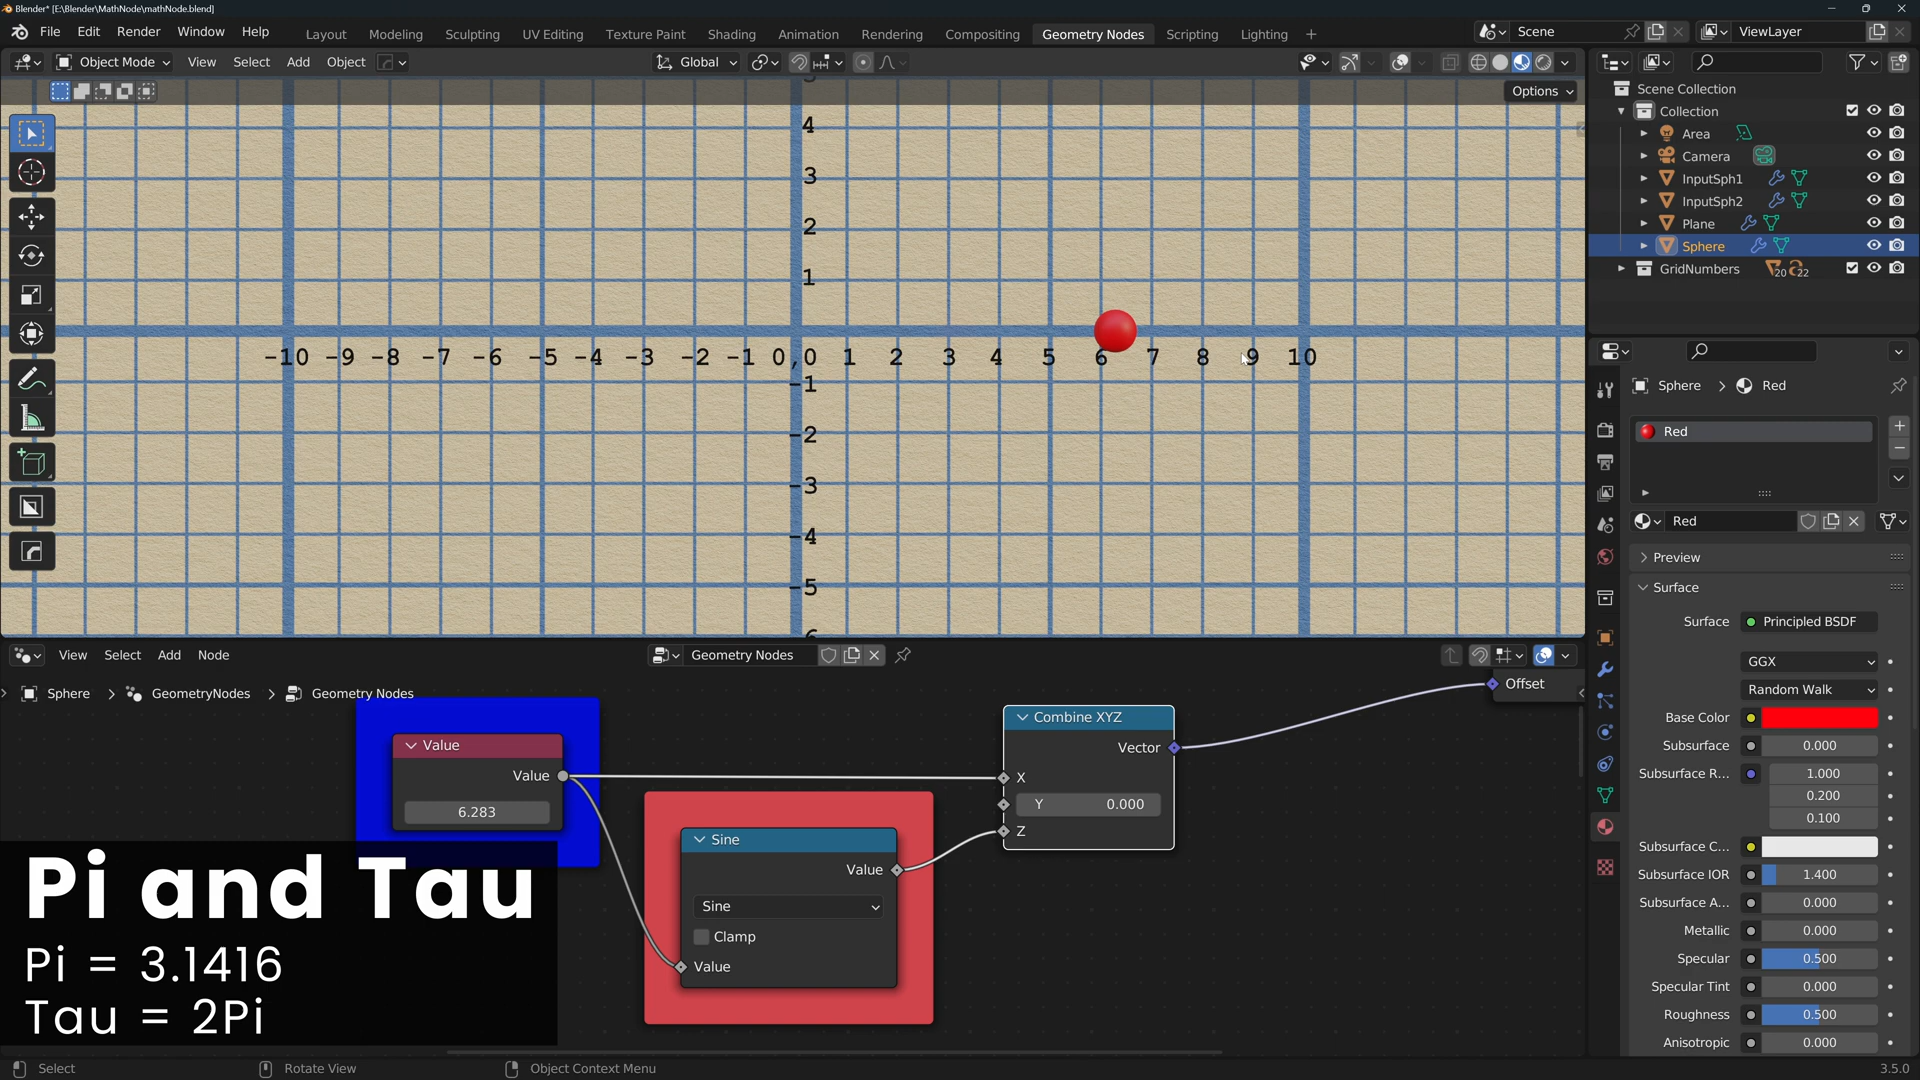 Blender* [E:\Blender\MathNode\mathNode.blend]
File Edit Render Window Help Layout Modeling Sculpting UV Editing Texture Paint Shading Animation Rendering Compositing Geometry Nodes Scripting Lighting + Scene ViewLayer
Object Mode View Select Add Object Global
Options
Scene Collection
Collection
Area
Camera
InputSph1
InputSph2
Plane
Sphere
GridNumbers 20 22
4
3
2
1
-10 -9 -8 -7 -6 -5 -4 -3 -2 -1 0,0 1 2 3 4 5 6 7 8 9 10
-1
-2
-3
-4
-5
Sphere > Red
Red
Red
Preview
Surface
Surface Principled BSDF
GGX
Random Walk
Base Color
Subsurface 0.000
Subsurface R... 1.000
0.200
0.100
Subsurface C...
Subsurface IOR 1.400
Subsurface A... 0.000
Metallic 0.000
Specular 0.500
Specular Tint 0.000
Roughness 0.500
Anisotropic 0.000
View Select Add Node Geometry Nodes
Sphere > GeometryNodes > Geometry Nodes
Offset
Value
Value
6.283
Combine XYZ
Vector
X
Y 0.000
Z
Sine
Value
Sine
Clamp
Value
Pi and Tau
Pi = 3.1416
Tau = 2Pi
Select Rotate View Object Context Menu 3.5.0